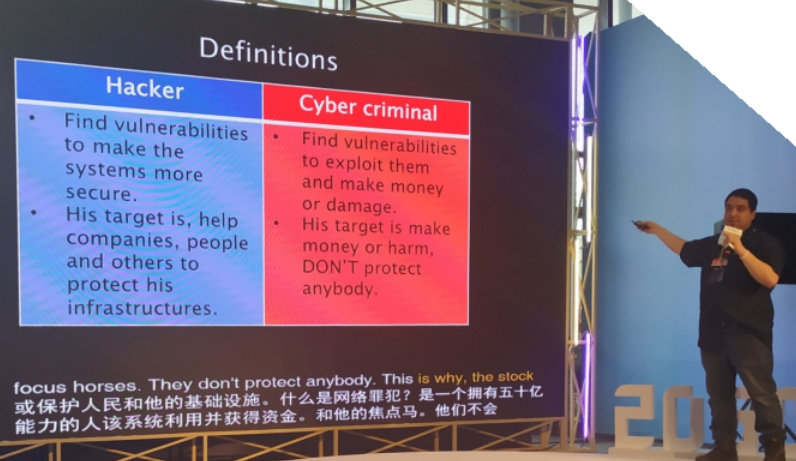 Definitions
Hacker
• Find vulnerabilities
to make the
systems more
secure.
• His target is, help
companies, people
and others to
protect his
infrastructures.
Cyber criminal
• Find vulnerabilities
to exploit them
and make money
or damage.
• His target is make
money or harm,
DON'T protect
anybody.
focus horses. They don't protect anybody. This is why, the stock
或保护人民和他的基础设施。什么是网络罪犯？是一个拥有五十亿
能力的人该系统利用并获得资金。和他的焦点马。他们不会